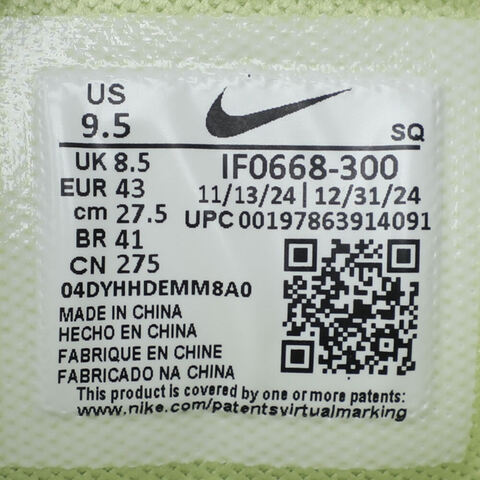 US
9.5
SQ
UK 8.5
EUR 43
cm 27.5
BR 41
CN 275
IF0668-300
11/13/24 | 12/31/24
UPC 00197863914091
04DYHHDEMM8A0
MADE IN CHINA
HECHO EN CHINA
FABRIQUE EN CHINE
FABRICADO NA CHINA
This product is covered by one or more patents:
www.nike.com/patentsvirtualmarking